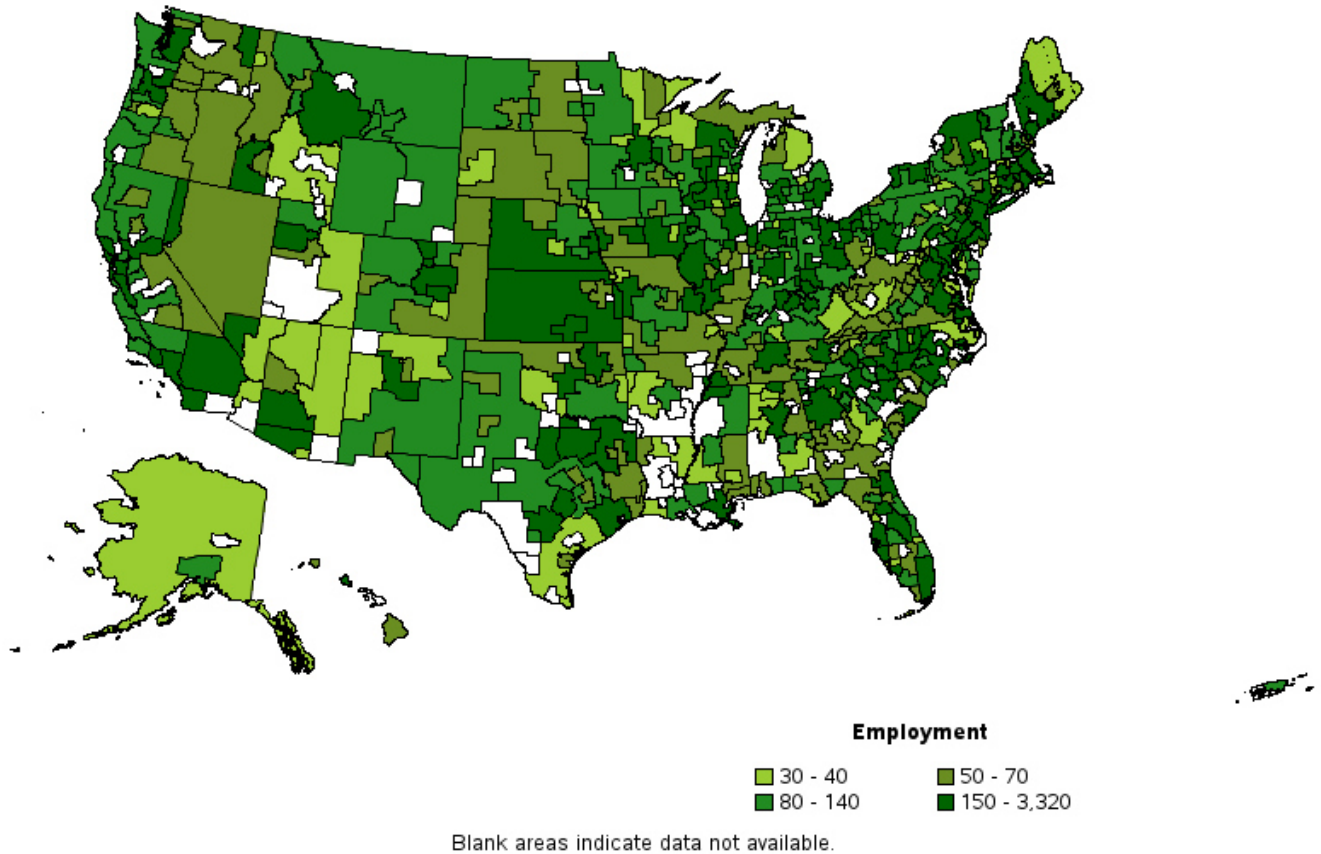 Employment
30 - 40 50 - 70
80 - 140 150 - 3,320
Blank areas indicate data not available.